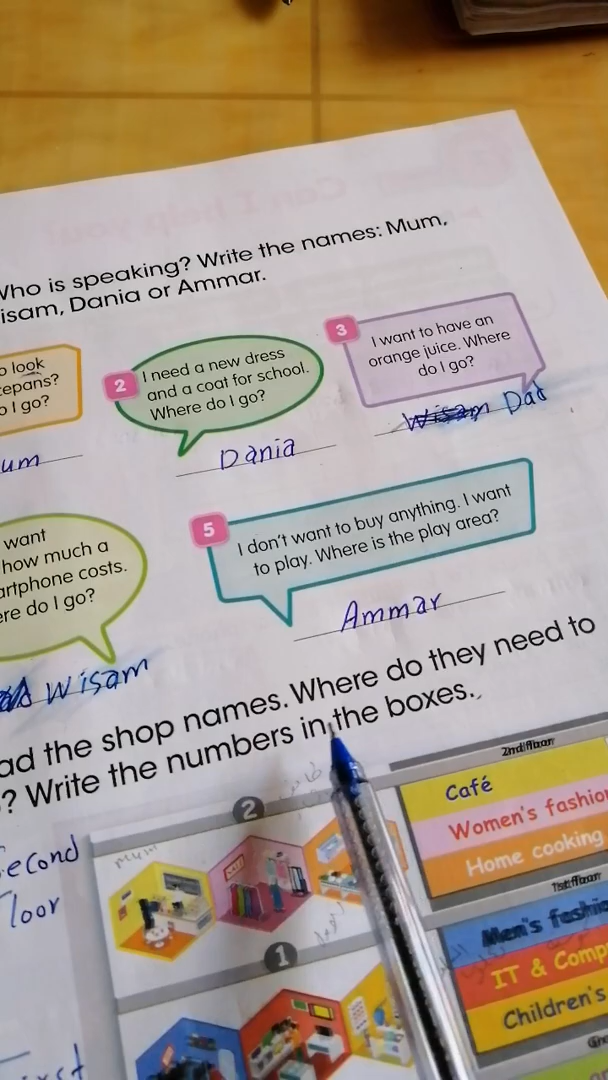 Who is speaking? Write the names: Mum,
isam, Dania or Ammar.
o look
cepans?
o I go?
um
2
I need a new dress
and a coat for school.
Where do I go?
Dania
3
I want to have an
orange juice. Where
do I go?
Wisam Dad
want
how much a
artphone costs.
ere do I go?
Wisam
5
I don't want to buy anything. I want
to play. Where is the play area?
Ammar
ad the shop names. Where do they need to
? Write the numbers in the boxes.
Second
Floor
2
mum
1
2nd floor
Café
Women's fashion
Home cooking
1st floor
Men's fashio
IT & Comp
Children's